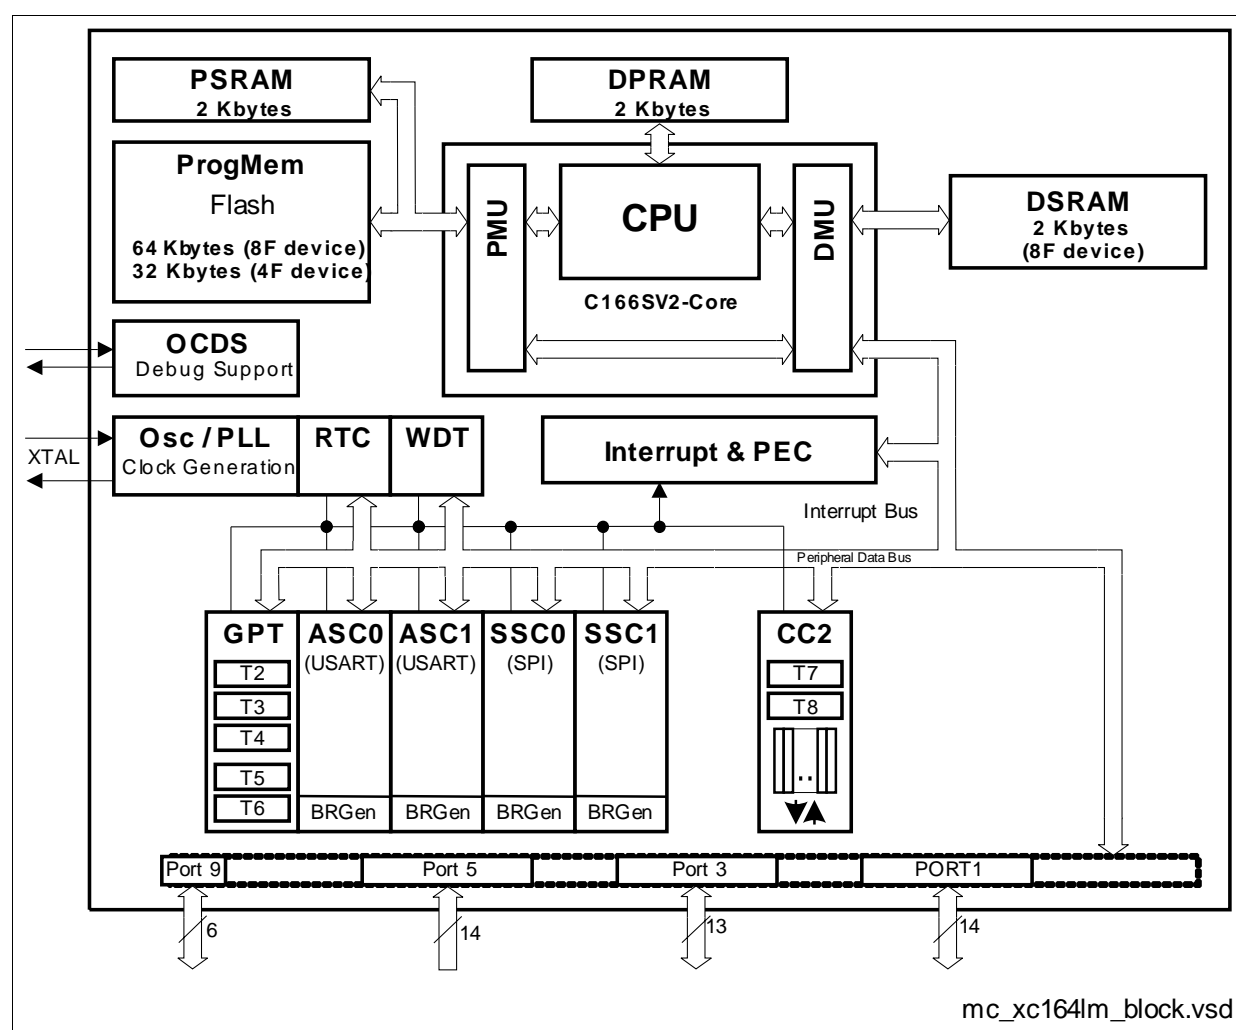 PSRAM
2 Kbytes
DPRAM
2 Kbytes
ProgMem
Flash
64 Kbytes (8F device)
32 Kbytes (4F device)
PMU
CPU
DMU
C166SV2-Core
DSRAM
2 Kbytes
(8F device)
OCDS
Debug Support
XTAL
Osc / PLL
Clock Generation
RTC
WDT
Interrupt & PEC
Interrupt Bus
Peripheral Data Bus
GPT
T2
T3
T4
T5
T6
ASC0
(USART)
BRGen
ASC1
(USART)
BRGen
SSC0
(SPI)
BRGen
SSC1
(SPI)
BRGen
CC2
T7
T8
..
Port 9
Port 5
Port 3
PORT1
6
14
13
14
mc_xc164lm_block.vsd